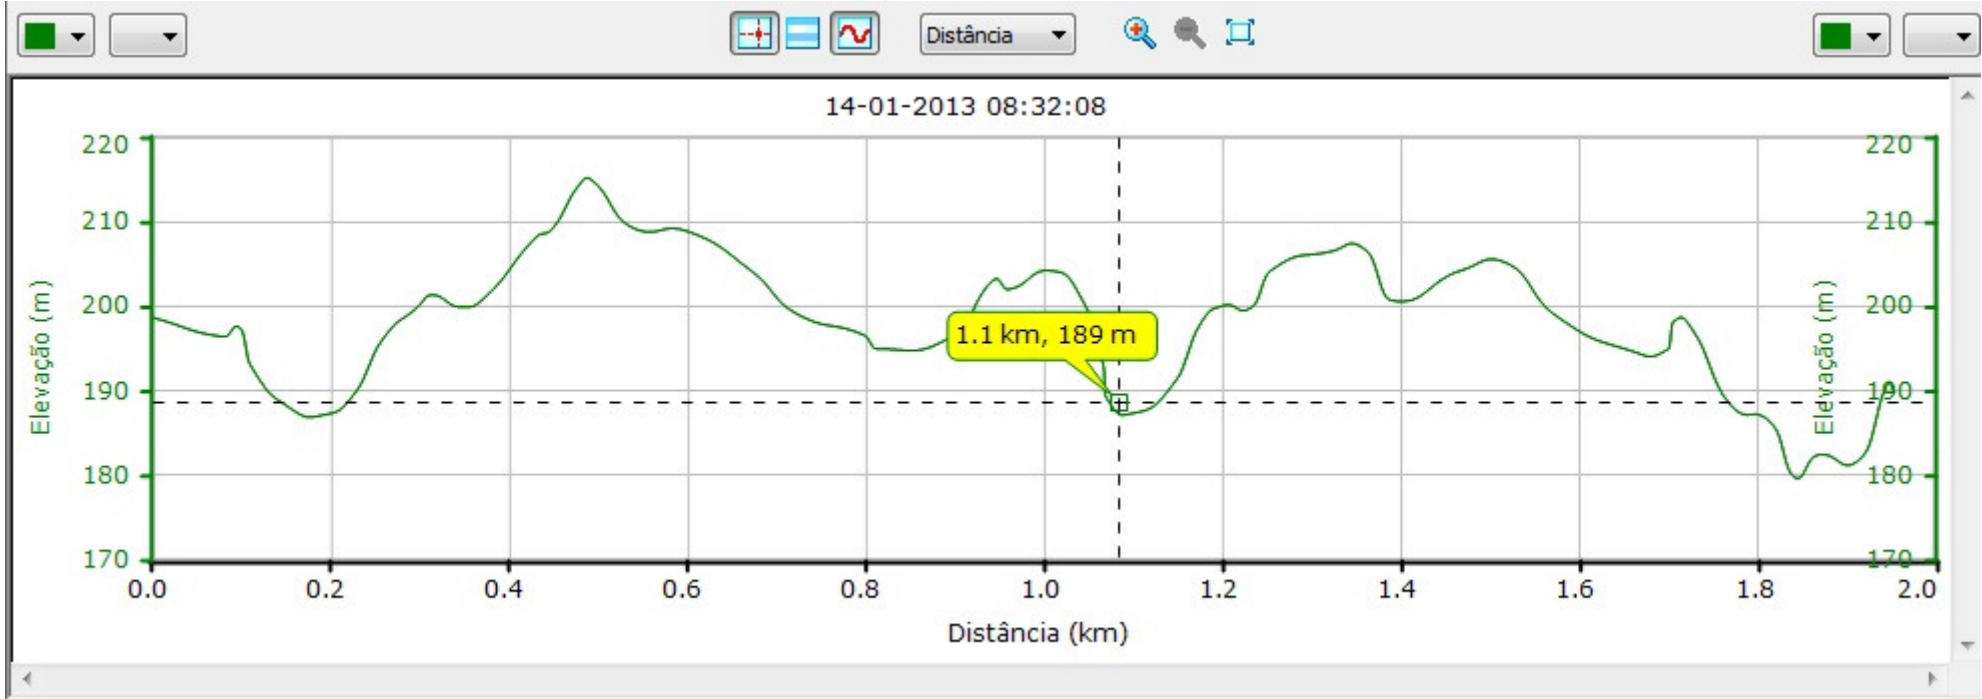 Distância
14-01-2013 08:32:08
220
210
200
190
180
170
Elevação (m)
1.1 km, 189 m
220
210
200
190
180
170
Elevação (m)
0.0 0.2 0.4 0.6 0.8 1.0 1.2 1.4 1.6 1.8 2.0
Distância (km)